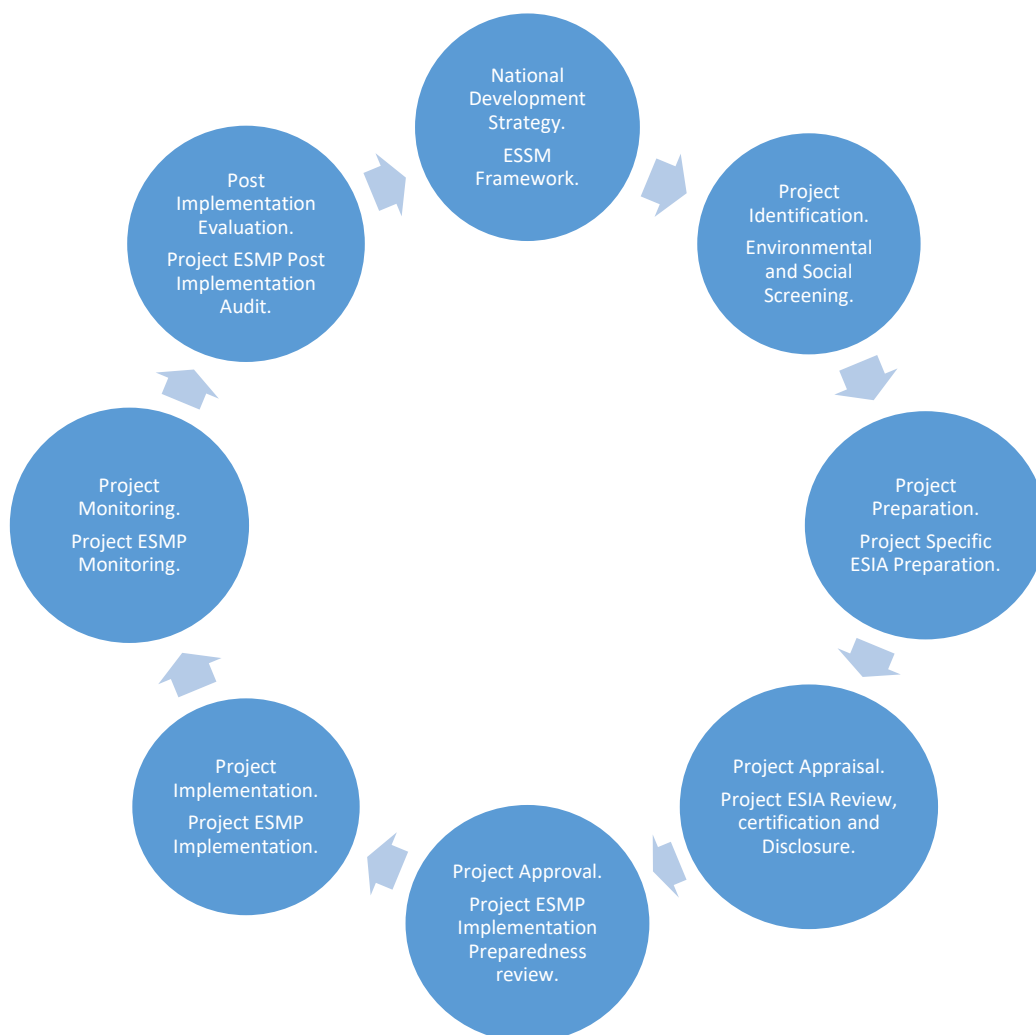 National
Development
Strategy.
ESSM
Framework.
Project
Identification.
Environmental
and Social
Screening.
Project
Preparation.
Project Specific
ESIA Preparation.
Project Appraisal.
Project ESIA Review,
certification and
Disclosure.
Project Approval.
Project ESMP
Implementation
Preparedness
review.
Project
Implementation.
Project ESMP
Implementation.
Project
Monitoring.
Project ESMP
Monitoring.
Post
Implementation
Evaluation.
Project ESMP Post
Implementation
Audit.